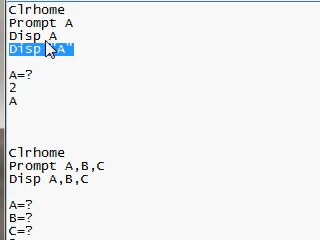 Clrhome
Prompt A
Disp A
Disp "A"
A=?
2
A
Clrhome
Prompt A,B,C
Disp A,B,C
A=?
B=?
C=?